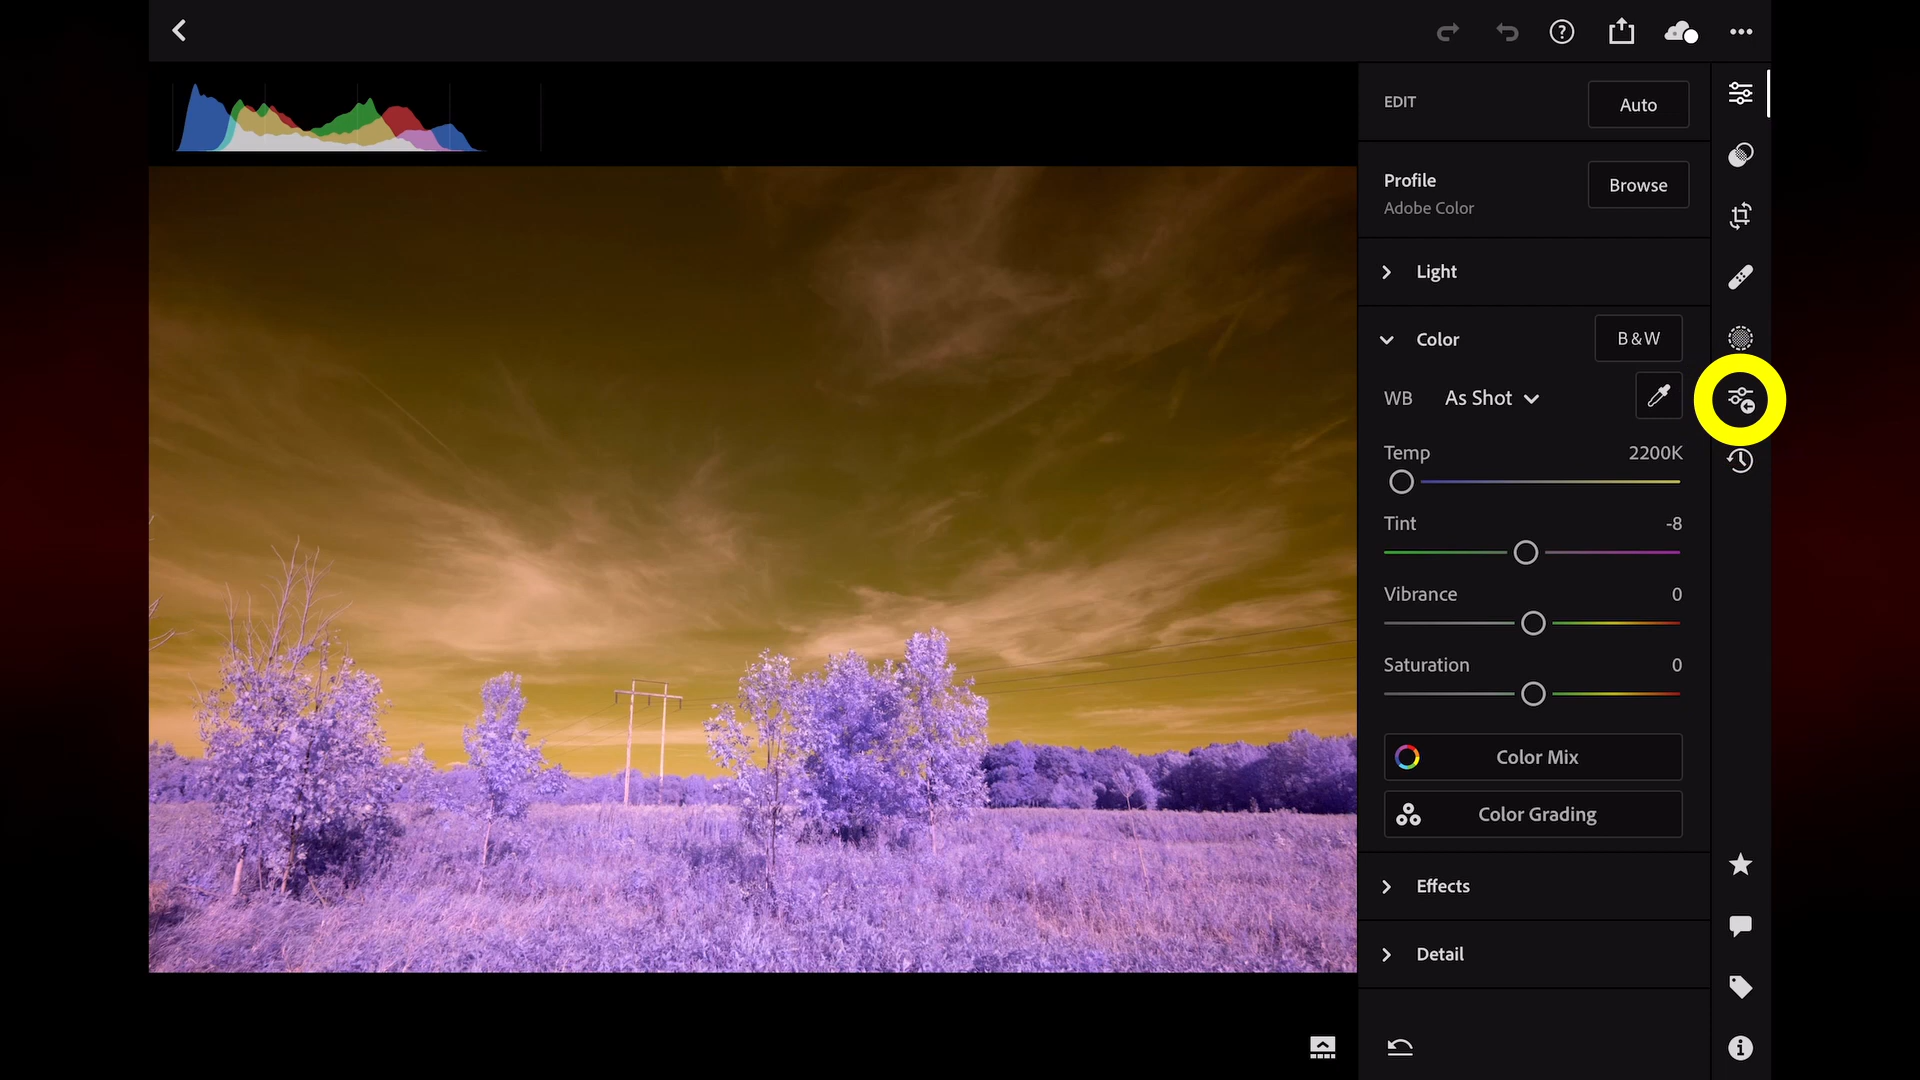 EDIT
Auto
Profile
Browse
Adobe Color
Light
Color
B&W
WB
As Shot
Temp
2200K
Tint
-8
Vibrance
0
Saturation
0
Color Mix
Color Grading
Effects
Detail